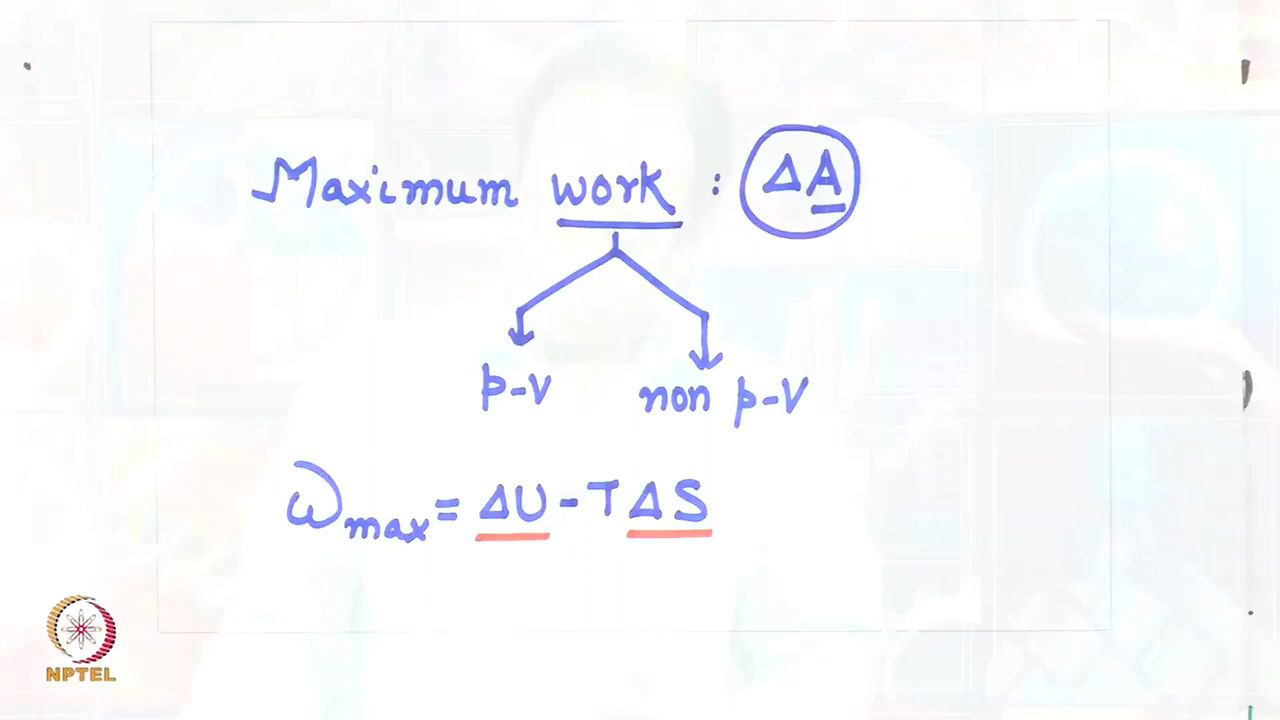 Maximum work : ΔA
p-v non p-v
ωmax = ΔU - TΔS
NPTEL